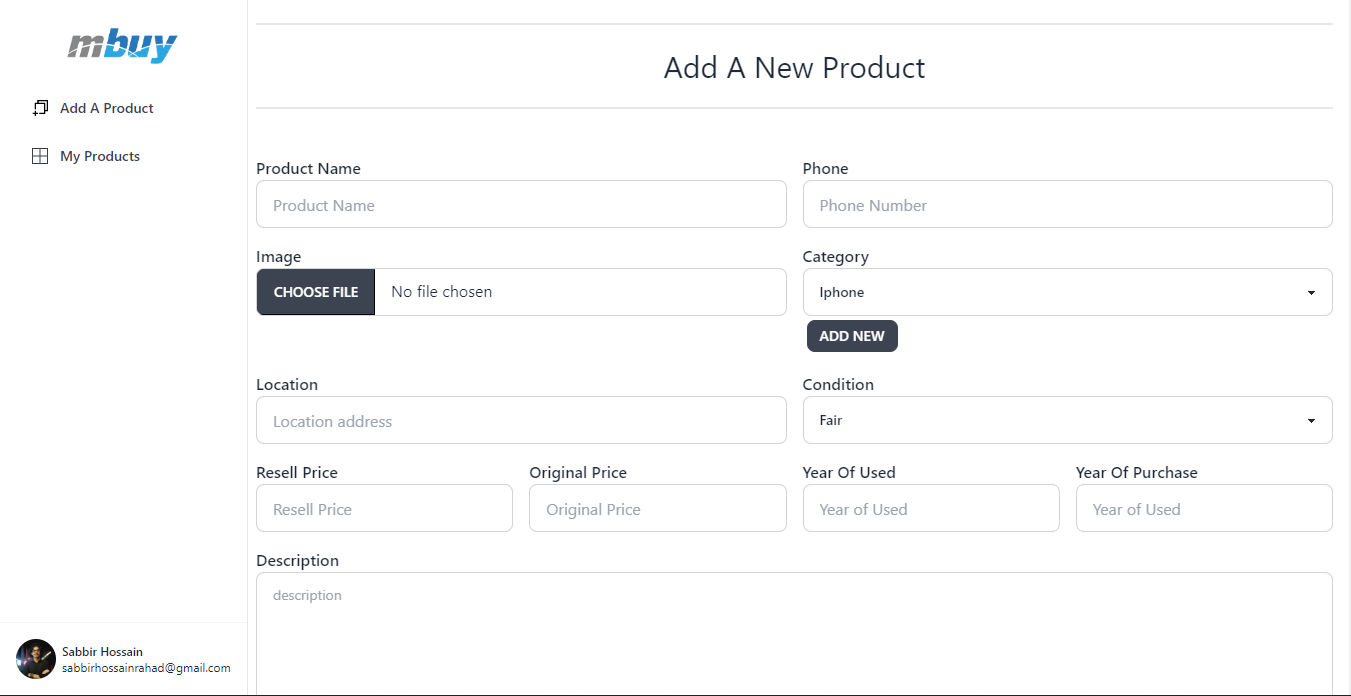 mbuy
Add A Product
My Products
Sabbir Hossain
sabbirhossainrahad@gmail.com
Add A New Product
Product Name
Product Name
Phone
Phone Number
Image
CHOOSE FILE No file chosen
Category
Iphone
ADD NEW
Location
Location address
Condition
Fair
Resell Price
Resell Price
Original Price
Original Price
Year Of Used
Year of Used
Year Of Purchase
Year of Used
Description
description